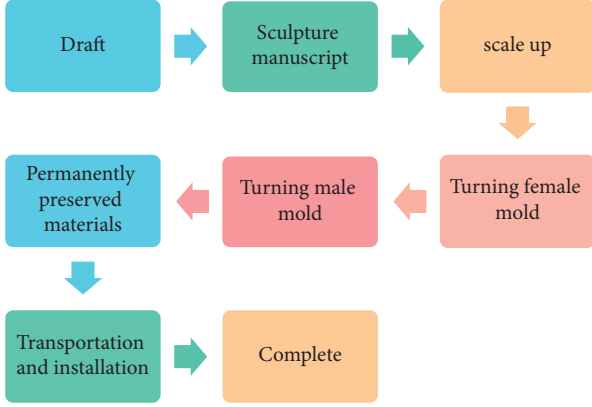 Draft
Sculpture
manuscript
scale up
Permanently
preserved
materials
Turning male
mold
Turning female
mold
Transportation
and installation
Complete